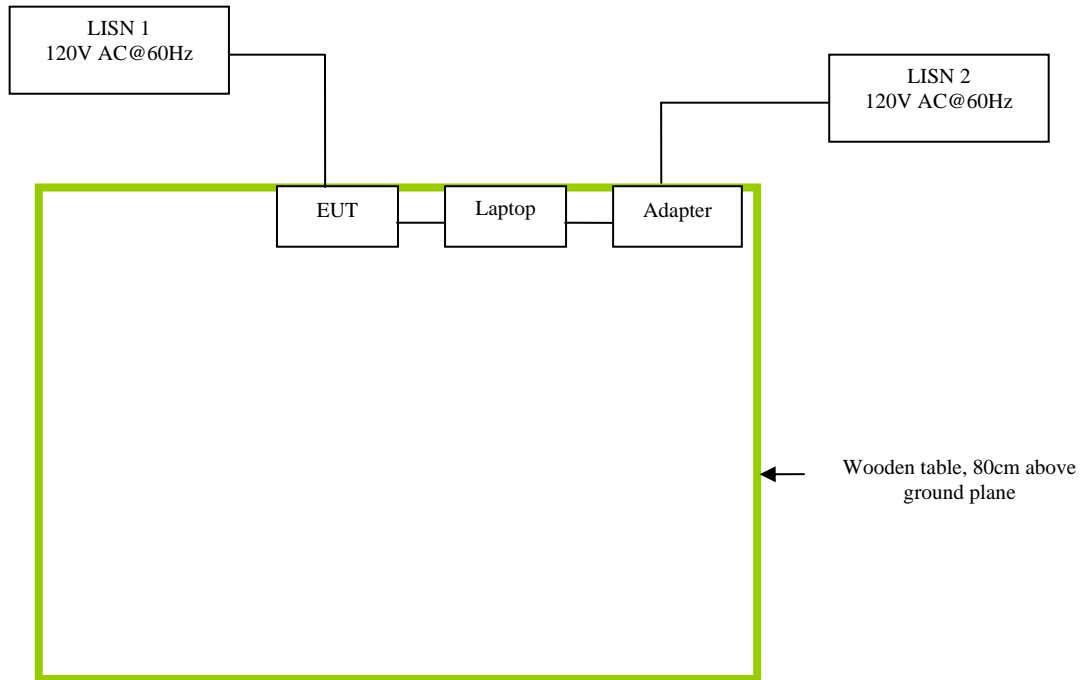 LISN 1
120V AC@60Hz
LISN 2
120V AC@60Hz
EUT
Laptop
Adapter
Wooden table, 80cm above
ground plane